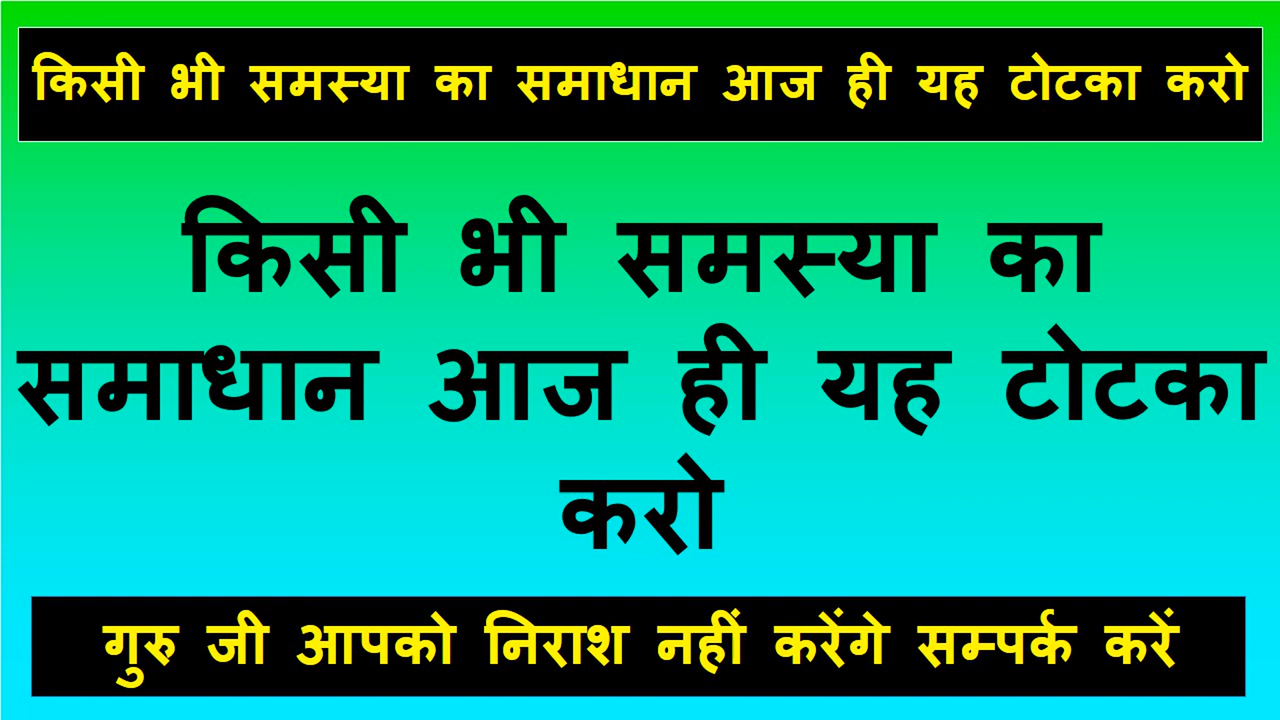 किसी भी समस्या का समाधान आज ही यह टोटका करो
किसी भी समस्या का
समाधान आज ही यह टोटका
करो
गुरु जी आपको निराश नहीं करेंगे सम्पर्क करें